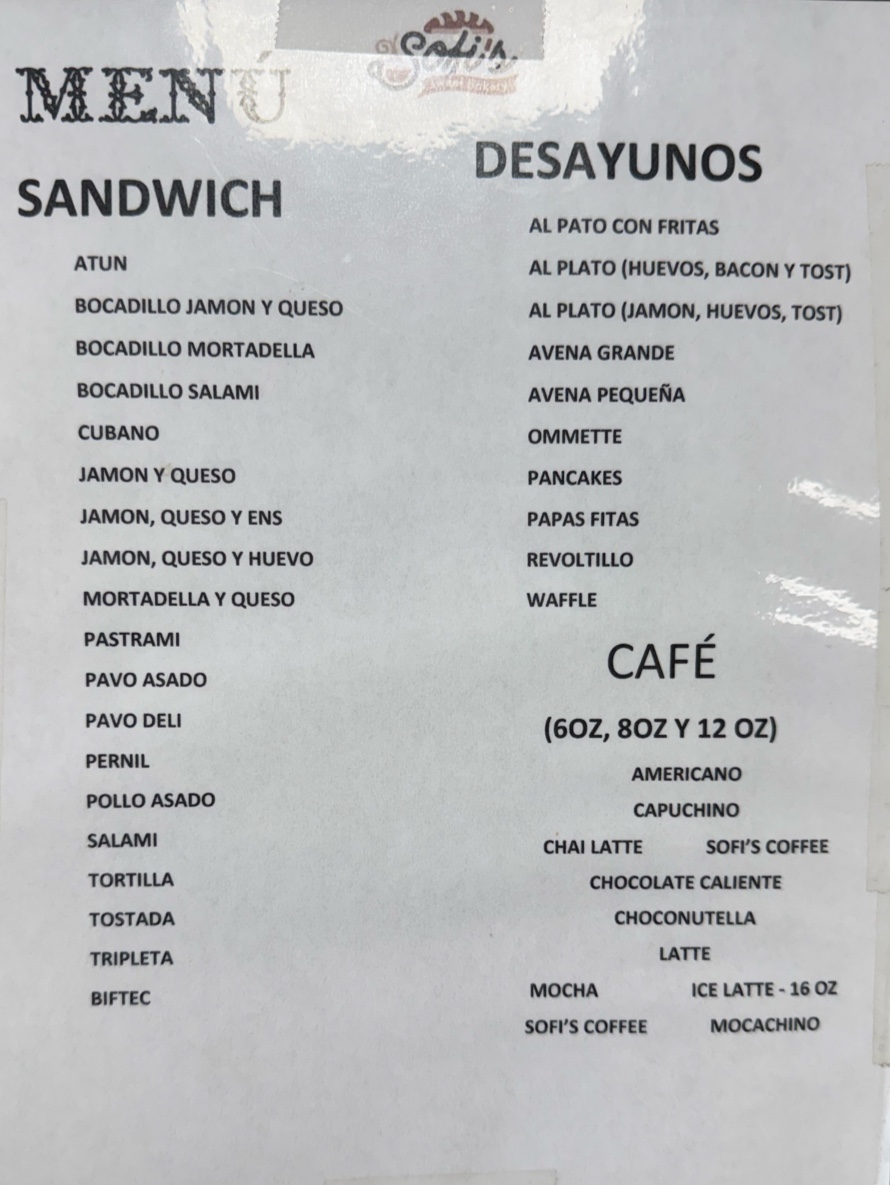 Sofi's
Sweet Bakery
MENÚ
SANDWICH
ATUN
BOCADILLO JAMON Y QUESO
BOCADILLO MORTADELLA
BOCADILLO SALAMI
CUBANO
JAMON Y QUESO
JAMON, QUESO Y ENS
JAMON, QUESO Y HUEVO
MORTADELLA Y QUESO
PASTRAMI
PAVO ASADO
PAVO DELI
PERNIL
POLLO ASADO
SALAMI
TORTILLA
TOSTADA
TRIPLETA
BIFTEC
DESAYUNOS
AL PATO CON FRITAS
AL PLATO (HUEVOS, BACON Y TOST)
AL PLATO (JAMON, HUEVOS, TOST)
AVENA GRANDE
AVENA PEQUEÑA
OMMETTE
PANCAKES
PAPAS FITAS
REVOLTILLO
WAFFLE
CAFÉ
(6OZ, 8OZ Y 12 OZ)
AMERICANO
CAPUCHINO
CHAI LATTE SOFI'S COFFEE
CHOCOLATE CALIENTE
CHOCONUTELLA
LATTE
MOCHA ICE LATTE - 16 OZ
SOFI'S COFFEE MOCACHINO